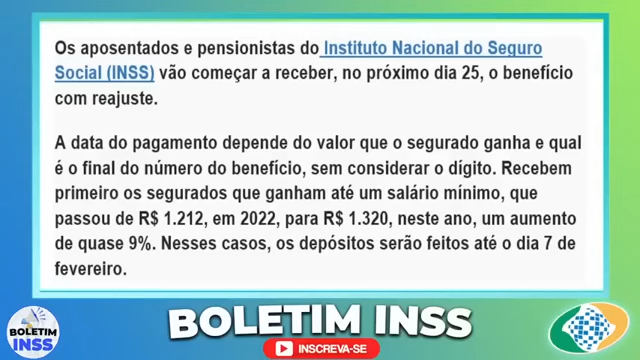 Os aposentados e pensionistas do Instituto Nacional do Seguro
Social (INSS) vão começar a receber, no próximo dia 25, o benefício
com reajuste.
A data do pagamento depende do valor que o segurado ganha e qual
é o final do número do benefício, sem considerar o dígito. Recebem
primeiro os segurados que ganham até um salário mínimo, que
passou de R$ 1.212, em 2022, para R$ 1.320, neste ano, um aumento
de quase 9%. Nesses casos, os depósitos serão feitos até o dia 7 de
fevereiro.
BOLETIM
INSS
BOLETIM INSS
INSCREVA-SE